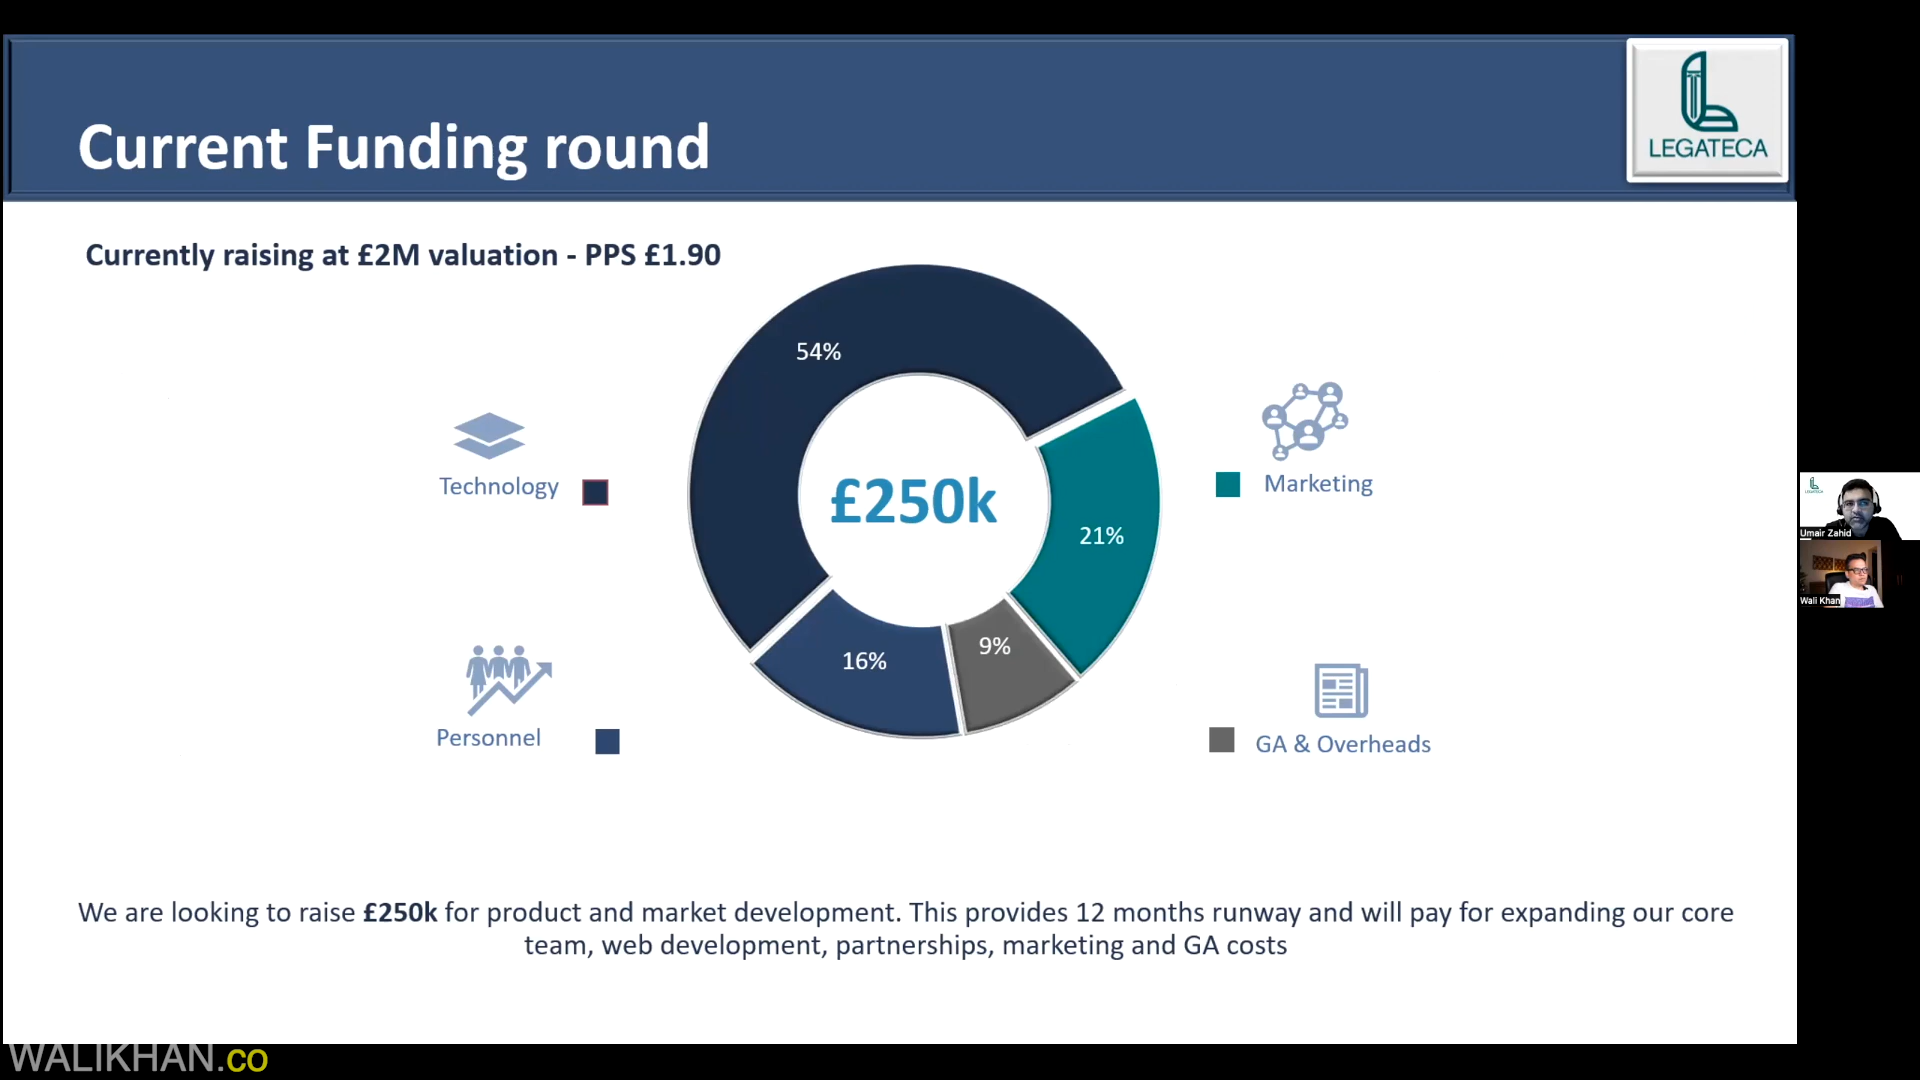 Current Funding round
LEGATECA
Currently raising at £2M valuation - PPS £1.90
54%
Technology
£250k
Marketing
21%
16%
9%
Personnel
GA & Overheads
We are looking to raise £250k for product and market development. This provides 12 months runway and will pay for expanding our core
team, web development, partnerships, marketing and GA costs
Umair Zahid
Wali Khan
WALIKHAN.CO